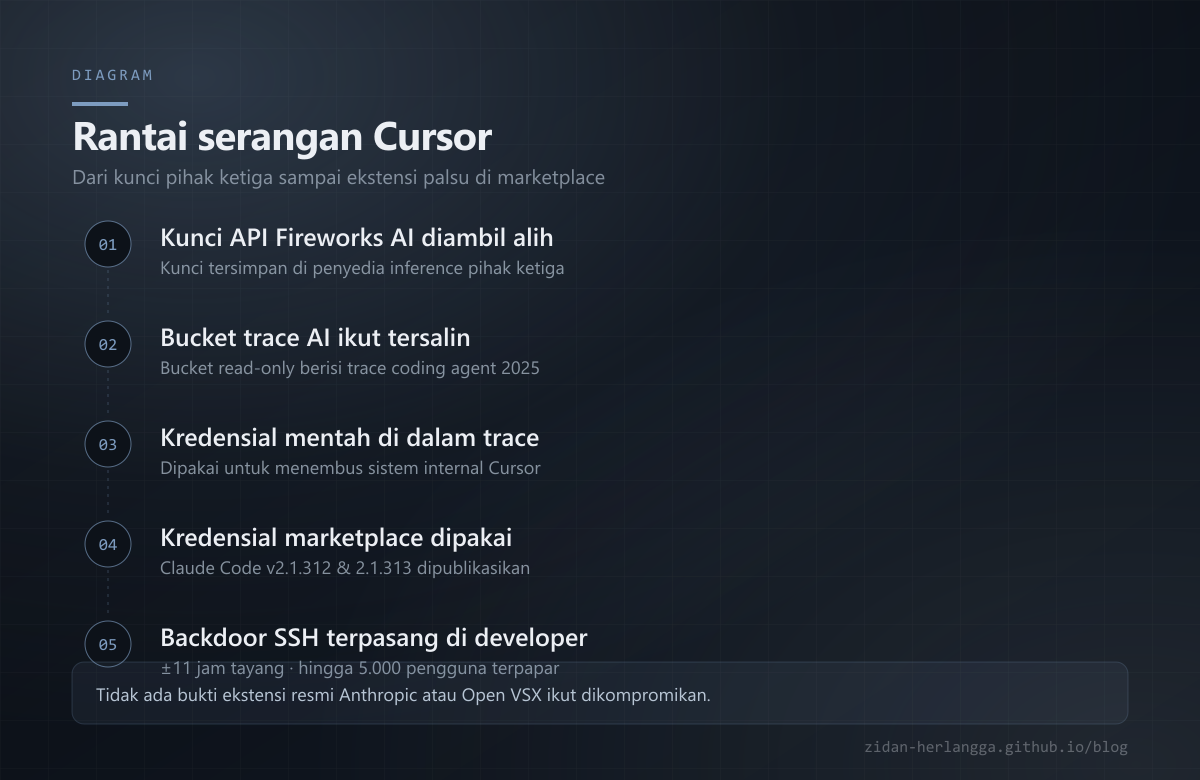 DIAGRAM
Rantai serangan Cursor
Dari kunci pihak ketiga sampai ekstensi palsu di marketplace
01
Kunci API Fireworks AI diambil alih
Kunci tersimpan di penyedia inference pihak ketiga
02
Bucket trace AI ikut tersalin
Bucket read-only berisi trace coding agent 2025
03
Kredensial mentah di dalam trace
Dipakai untuk menembus sistem internal Cursor
04
Kredensial marketplace dipakai
Claude Code v2.1.312 & 2.1.313 dipublikasikan
05
Backdoor SSH terpasang di developer
±11 jam tayang · hingga 5.000 pengguna terpapar
Tidak ada bukti ekstensi resmi Anthropic atau Open VSX ikut dikompromikan.
zidan-herlangga.github.io/blog